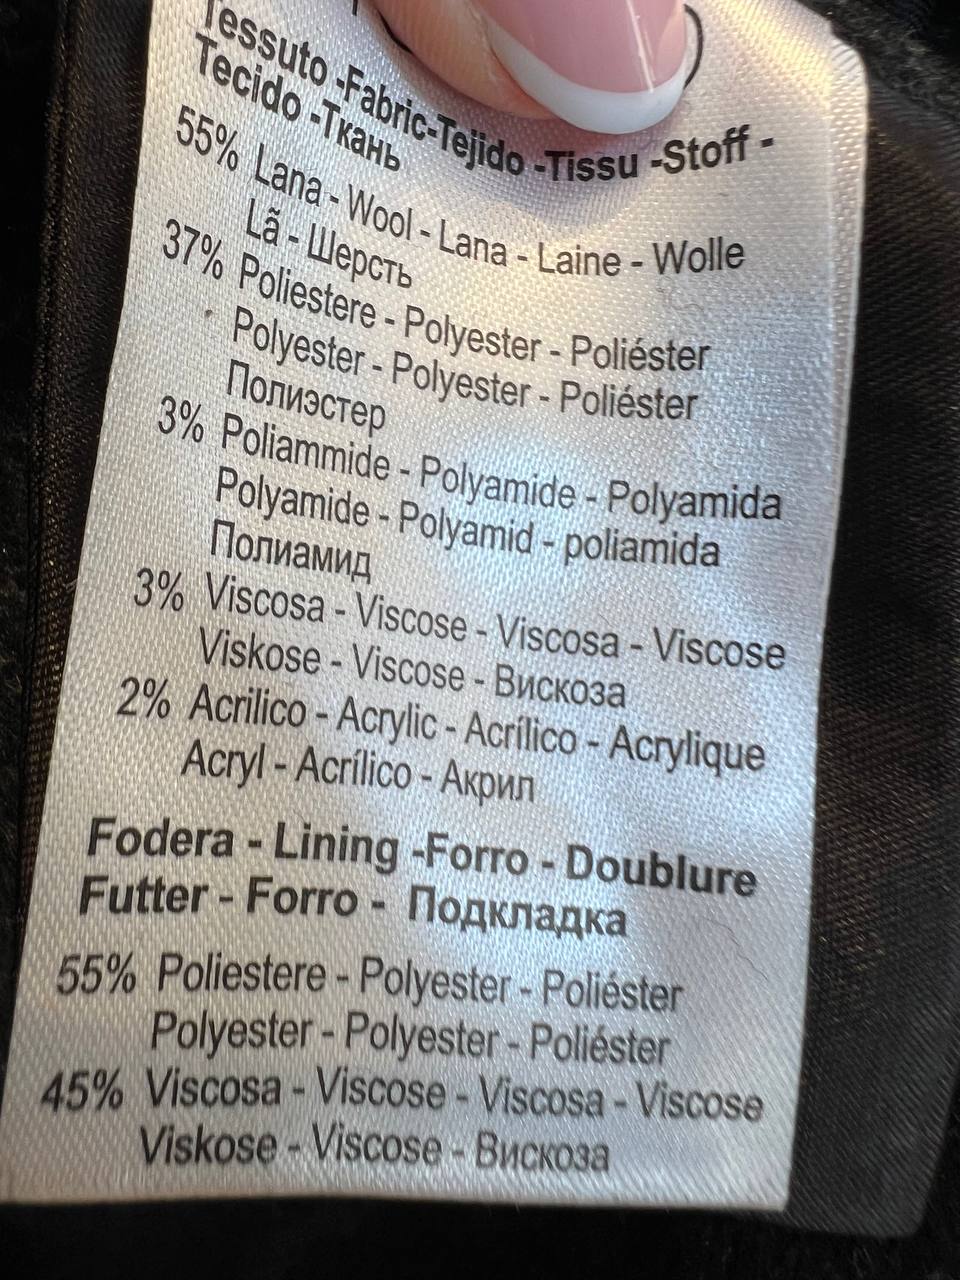 Tessuto -Fabric-Tejido -Tissu -Stoff -
Tecido -Ткань
55% Lana - Wool - Lana - Laine - Wolle
Lã - Шерсть
37% Poliestere - Polyester - Poliéster
Polyester - Polyester - Poliéster
Полиэстер
3% Poliammide - Polyamide - Polyamida
Polyamide - Polyamid - poliamida
Полиамид
3% Viscosa - Viscose - Viscosa - Viscose
Viskose - Viscose - Вискоза
2% Acrilico - Acrylic - Acrílico - Acrylique
Acryl - Acrílico - Акрил
Fodera - Lining -Forro - Doublure
Futter - Forro - Подкладка
55% Poliestere - Polyester - Poliéster
Polyester - Polyester - Poliéster
45% Viscosa - Viscose - Viscosa - Viscose
Viskose - Viscose - Вискоза